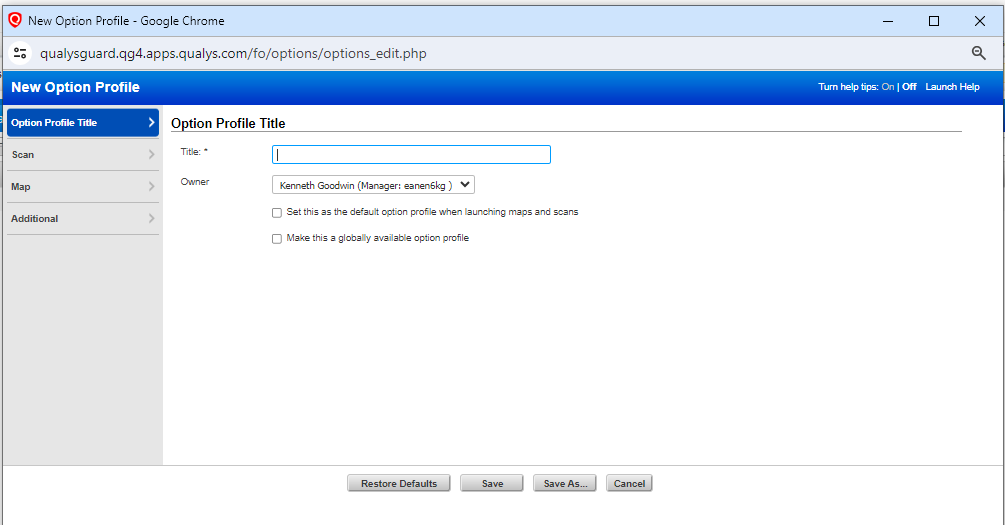 New Option Profile - Google Chrome
qualysguard.qg4.apps.qualys.com/fo/options/options_edit.php
New Option Profile
Turn help tips: On | Off Launch Help
Option Profile Title
Scan
Map
Additional
Option Profile Title
Title: *
Owner
Kenneth Goodwin (Manager: eanen6kg )
Set this as the default option profile when launching maps and scans
Make this a globally available option profile
Restore Defaults
Save
Save As...
Cancel